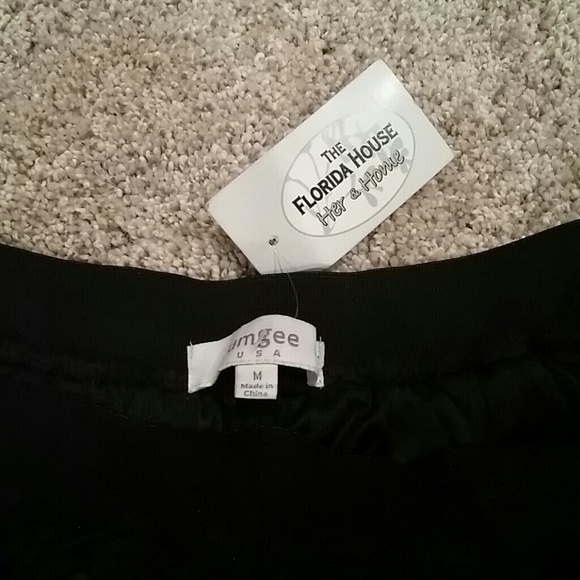 THE
FLORIDA HOUSE
Her & Home
umgee
USA
M
Made in
China